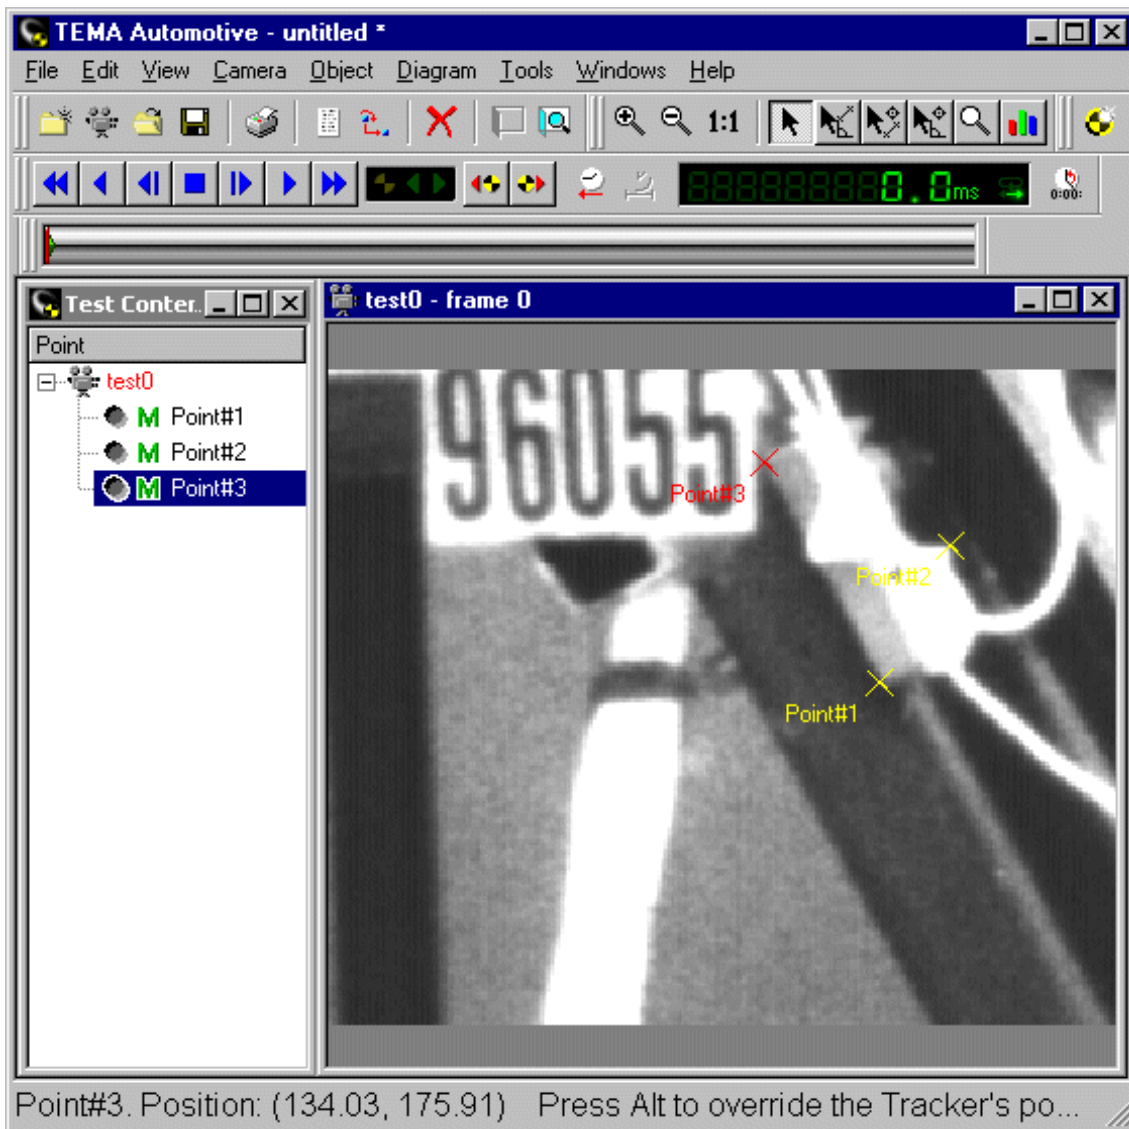 TEMA Automotive - untitled *
File Edit View Camera Object Diagram Tools Windows Help
1:1
0.0ms
0:00:
Test Conter..
test0 - frame 0
Point
test0
M Point#1
M Point#2
M Point#3
96055
Point#3
Point#2
Point#1
Point#3. Position: (134.03, 175.91) Press Alt to override the Tracker's po...